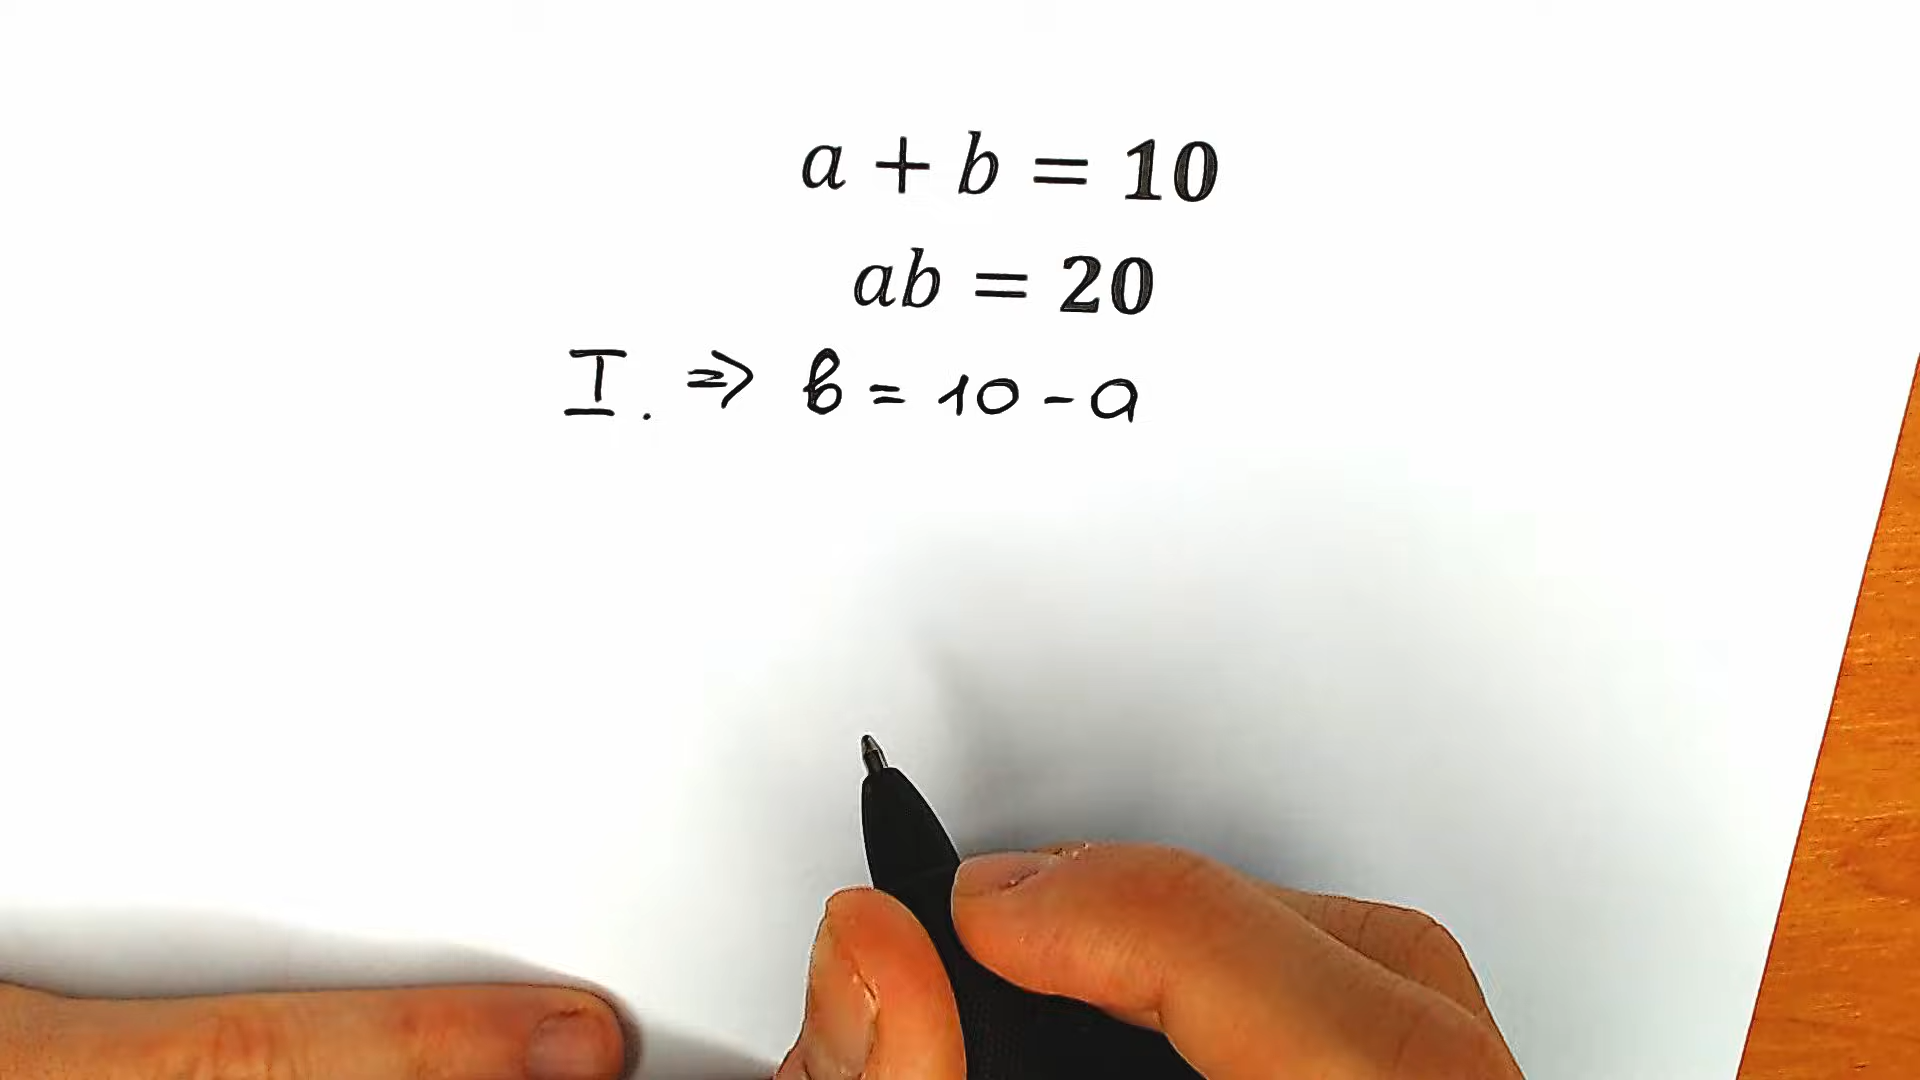 a + b = 10
ab = 20
I. ⇒ b = 10 - a